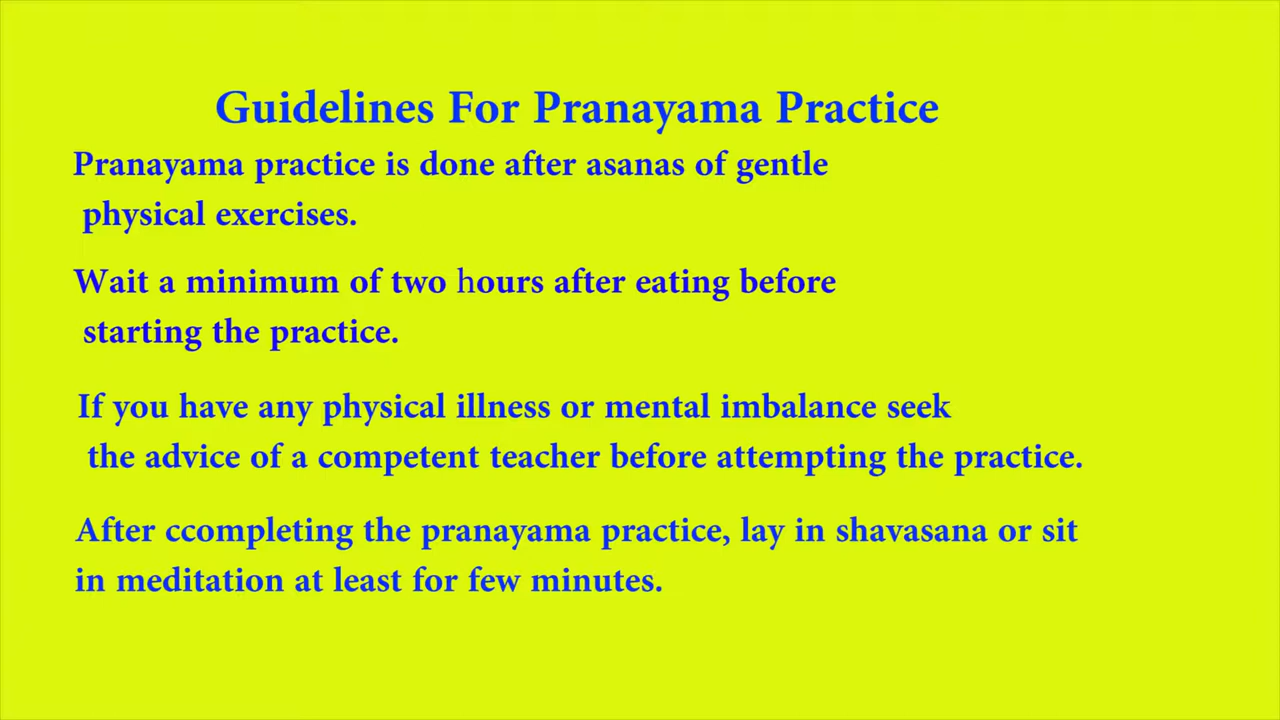 Guidelines For Pranayama Practice
Pranayama practice is done after asanas of gentle
physical exercises.
Wait a minimum of two hours after eating before
starting the practice.
If you have any physical illness or mental imbalance seek
the advice of a competent teacher before attempting the practice.
After ccompleting the pranayama practice, lay in shavasana or sit
in meditation at least for few minutes.